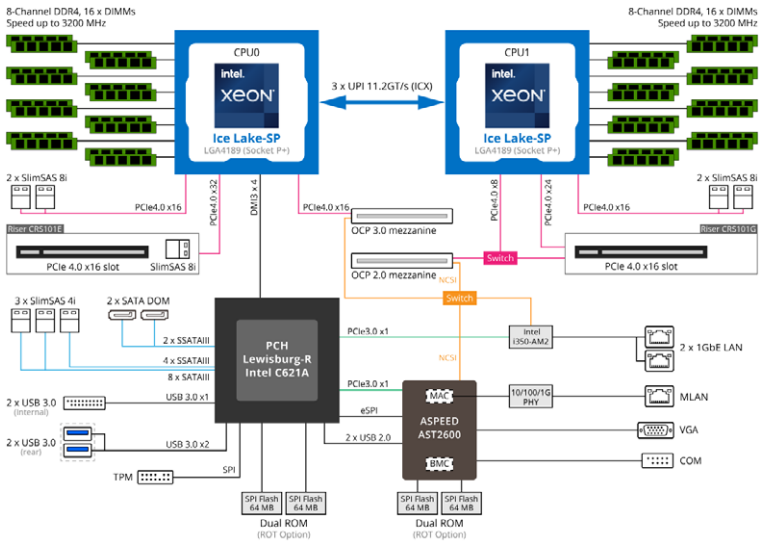 8-Channel DDR4, 16 x DIMMs
Speed up to 3200 MHz
8-Channel DDR4, 16 x DIMMs
Speed up to 3200 MHz
CPU0
intel.
XEON
Ice Lake-SP
LGA4189 (Socket P+)
3 x UPI 11.2GT/s (ICX)
CPU1
intel.
XEON
Ice Lake-SP
LGA4189 (Socket P+)
2 x SlimSAS 8i
PCIe4.0 x16
PCIe4.0 x32
DMI3 x 4
PCIe4.0 x16
OCP 3.0 mezzanine
OCP 2.0 mezzanine
PCIe4.0 x8
PCIe4.0 x24
PCIe4.0 x16
2 x SlimSAS 8i
Riser CRS101E
PCIe 4.0 x16 slot
SlimSAS 8i
Switch
Riser CRS101G
PCIe 4.0 x16 slot
NCSI
Switch
3 x SlimSAS 4i
2 x SATA DOM
2 x SSATAIII
4 x SSATAIII
8 x SATAIII
PCH
Lewisburg-R
Intel C621A
PCIe3.0 x1
Intel
i350-AM2
2 x 1GbE LAN
NCSI
PCIe3.0 x1
2 x USB 3.0
(internal)
USB 3.0 x1
eSPI
MAC
ASPEED
AST2600
BMC
10/100/1G
PHY
MLAN
VGA
COM
2 x USB 3.0
(rear)
USB 3.0 x2
2 x USB 2.0
TPM
SPI
SPI Flash
64 MB
SPI Flash
64 MB
Dual ROM
(ROT Option)
SPI Flash
64 MB
SPI Flash
64 MB
Dual ROM
(ROT Option)